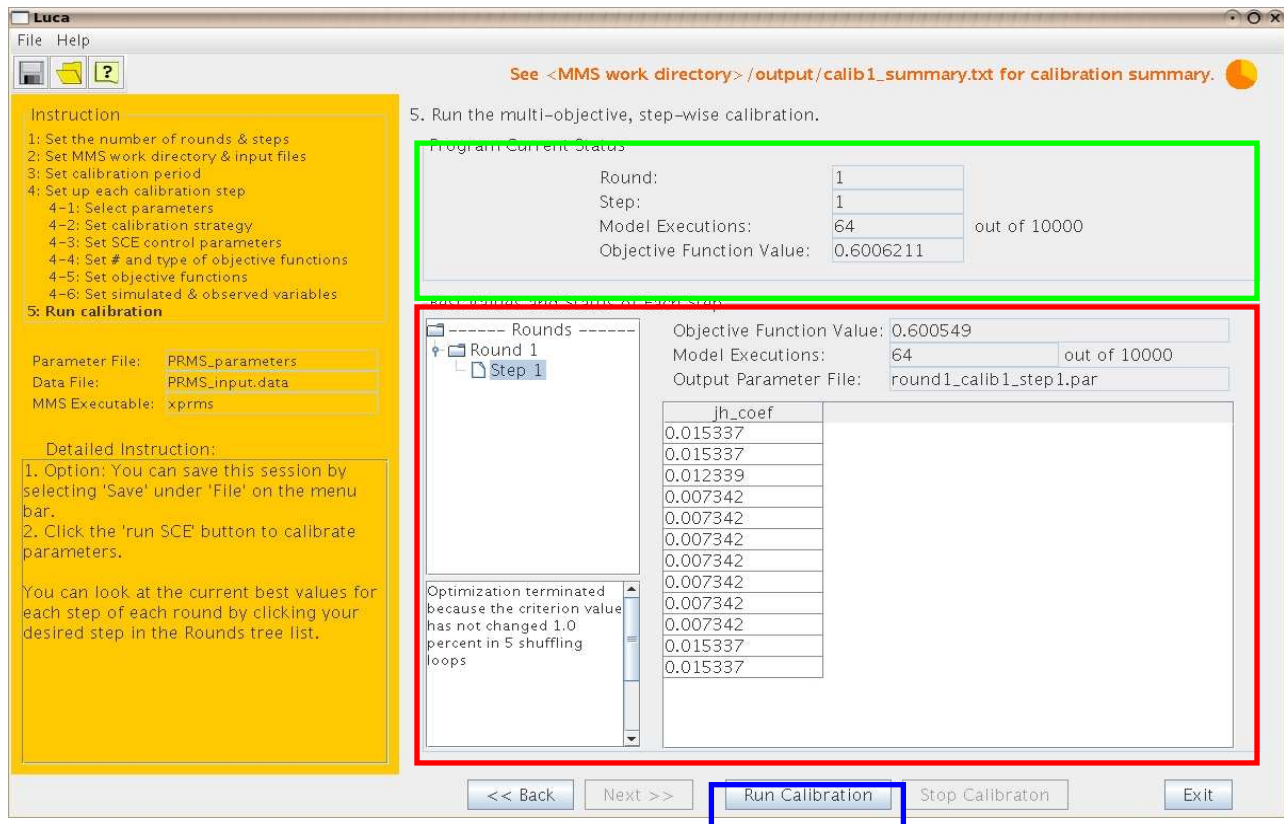 Luca
File Help
See <MMS work directory>/output/calib1_summary.txt for calibration summary.
Instruction
1: Set the number of rounds & steps
2: Set MMS work directory & input files
3: Set calibration period
4: Set up each calibration step
4-1: Select parameters
4-2: Set calibration strategy
4-3: Set SCE control parameters
4-4: Set # and type of objective functions
4-5: Set objective functions
4-6: Set simulated & observed variables
5: Run calibration
Parameter File: PRMS_parameters
Data File: PRMS_input.data
MMS Executable: xprms
Detailed Instruction:
1. Option: You can save this session by
selecting 'Save' under 'File' on the menu
bar.
2. Click the 'run SCE' button to calibrate
parameters.
You can look at the current best values for
each step of each round by clicking your
desired step in the Rounds tree list.
5. Run the multi-objective, step-wise calibration.
Program Current Status
Round: 1
Step: 1
Model Executions: 64 out of 10000
Objective Function Value: 0.6006211
Best values and status of each step
------ Rounds ------
Round 1
Step 1
Optimization terminated
because the criterion value
has not changed 1.0
percent in 5 shuffling
loops
Objective Function Value: 0.600549
Model Executions: 64 out of 10000
Output Parameter File: round1_calib1_step1.par
jh_coef
0.015337
0.015337
0.012339
0.007342
0.007342
0.007342
0.007342
0.007342
0.007342
0.007342
0.015337
0.015337
<< Back
Next >>
Run Calibration
Stop Calibraton
Exit